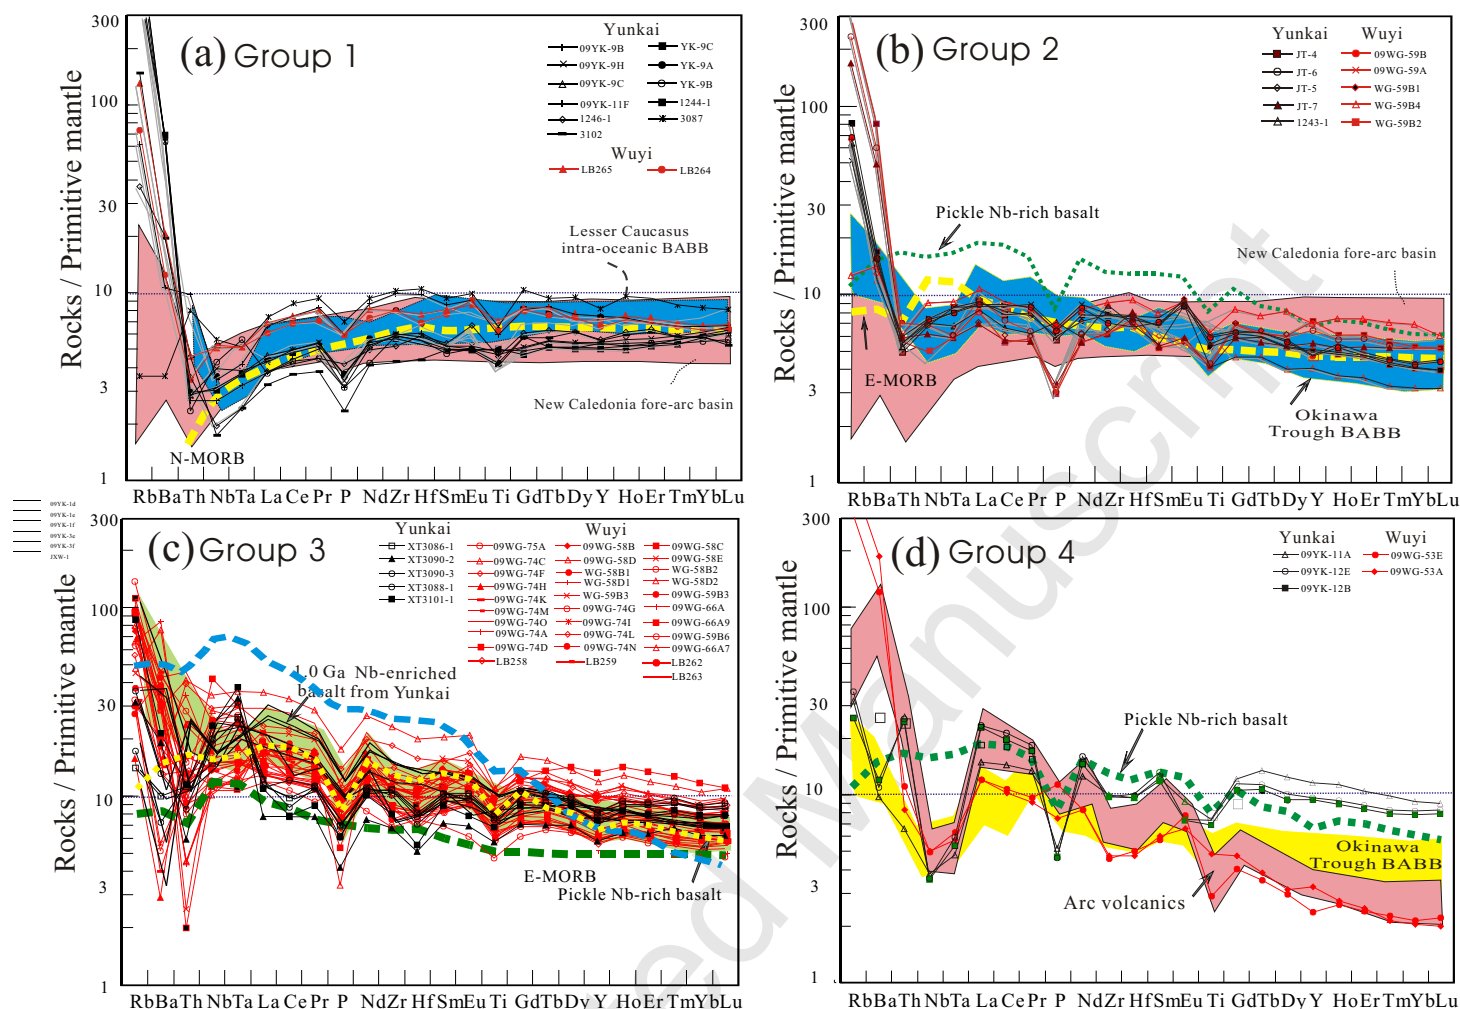 (a) Group 1
Rocks / Primitive mantle
300
100
30
10
3
1
Yunkai
09YK-9B
YK-9C
09YK-9H
YK-9A
09YK-9C
YK-9B
09YK-11F
1244-1
1246-1
3087
3102
Wuyi
LB265
LB264
Lesser Caucasus
intra-oceanic BABB
New Caledonia fore-arc basin
N-MORB
Rb Ba Th Nb Ta La Ce Pr P Nd Zr Hf Sm Eu Ti Gd Tb Dy Y Ho Er Tm Yb Lu
(b) Group 2
Rocks / Primitive mantle
300
100
30
10
3
1
Yunkai Wuyi
JT-4
09WG-59B
JT-6
09WG-59A
JT-5
WG-59B1
JT-7
WG-59B4
1243-1
WG-59B2
Pickle Nb-rich basalt
New Caledonia fore-arc basin
E-MORB
Okinawa
Trough BABB
Rb Ba Th Nb Ta La Ce Pr P Nd Zr Hf Sm Eu Ti Gd Tb Dy Y Ho Er Tm Yb Lu
09YK-1d
09YK-1e
09YK-1f
09YK-3e
09YK-3f
JXW-1
(c) Group 3
Rocks / Primitive mantle
300
100
30
10
3
1
Yunkai Wuyi
XT3086-1 09WG-75A 09WG-58B 09WG-58C
XT3090-2 09WG-74C 09WG-58D 09WG-58E
XT3090-3 09WG-74F WG-58B1 WG-58B2
XT3088-1 09WG-74H WG-58D1 WG-58D2
XT3101-1 09WG-74K WG-59B3 09WG-59B3
09WG-74M 09WG-74G 09WG-66A
09WG-74O 09WG-74I 09WG-66A9
09WG-74A 09WG-74L 09WG-59B6
09WG-74D 09WG-74N 09WG-66A7
LB258 LB259 LB262
LB263
1.0 Ga Nb-enriched
basalt from Yunkai
E-MORB
Pickle Nb-rich basalt
Rb Ba Th Nb Ta La Ce Pr P Nd Zr Hf Sm Eu Ti Gd Tb Dy Y Ho Er Tm Yb Lu
(d) Group 4
Rocks / Primitive mantle
300
100
30
10
3
1
Yunkai Wuyi
09YK-11A 09WG-53E
09YK-12E 09WG-53A
09YK-12B
Pickle Nb-rich basalt
Okinawa
Trough BABB
Arc volcanics
Rb Ba Th Nb Ta La Ce Pr P Nd Zr Hf Sm Eu Ti Gd Tb Dy Y Ho Er Tm Yb Lu
Manuscript